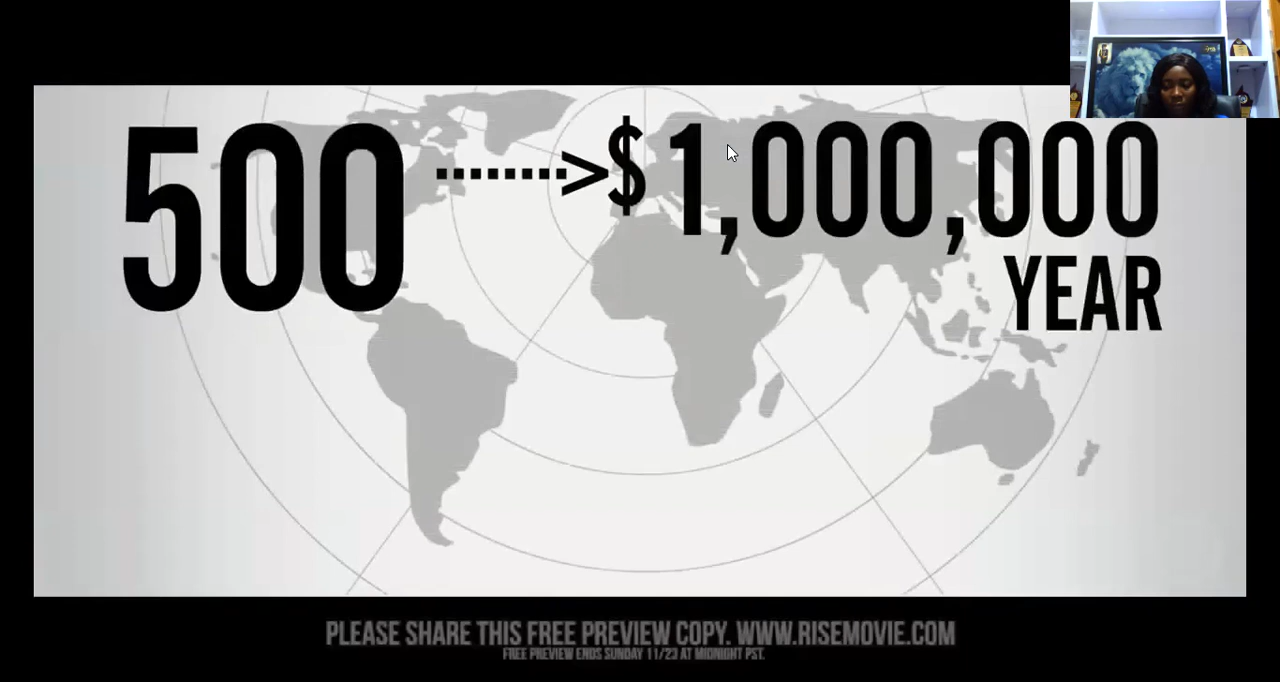 500 ········> $1,000,000
YEAR
PLEASE SHARE THIS FREE PREVIEW COPY. WWW.RISEMOVIE.COM
FREE PREVIEW ENDS SUNDAY 11/23 AT MIDNIGHT PST.